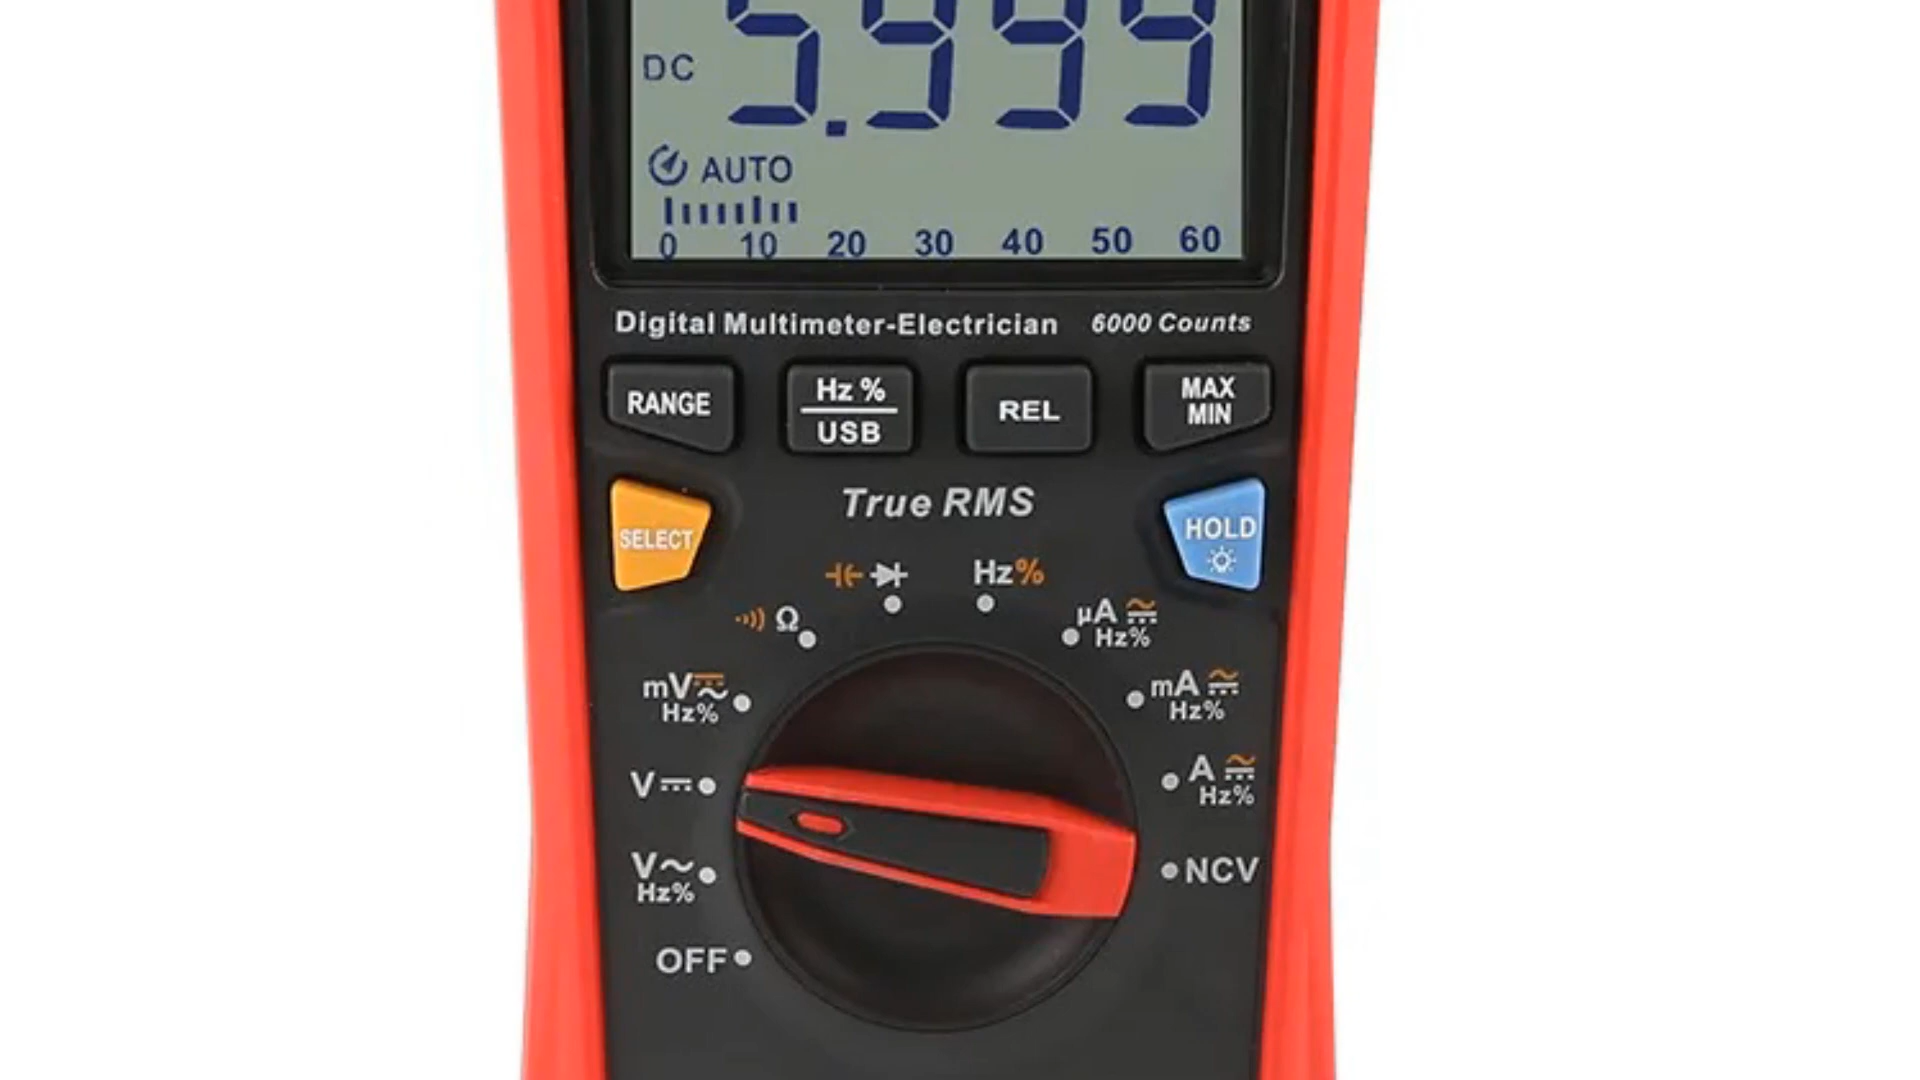 5.999
DC
AUTO
0 10 20 30 40 50 60
Digital Multimeter-Electrician 6000 Counts
RANGE
Hz %
USB
REL
MAX
MIN
SELECT
True RMS
HOLD
Hz%
Ω
µA
Hz%
mV
Hz%
mA
Hz%
V
A
Hz%
V~
Hz%
NCV
OFF